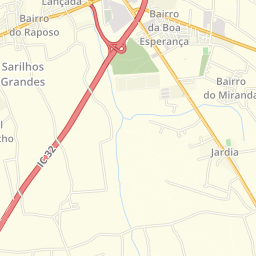 Lançada
Bairro
do Raposo
Bairro
da Boa
Esperança
Sarilhos
Grandes
Bairro
do Miranda
Jardia
IC 32